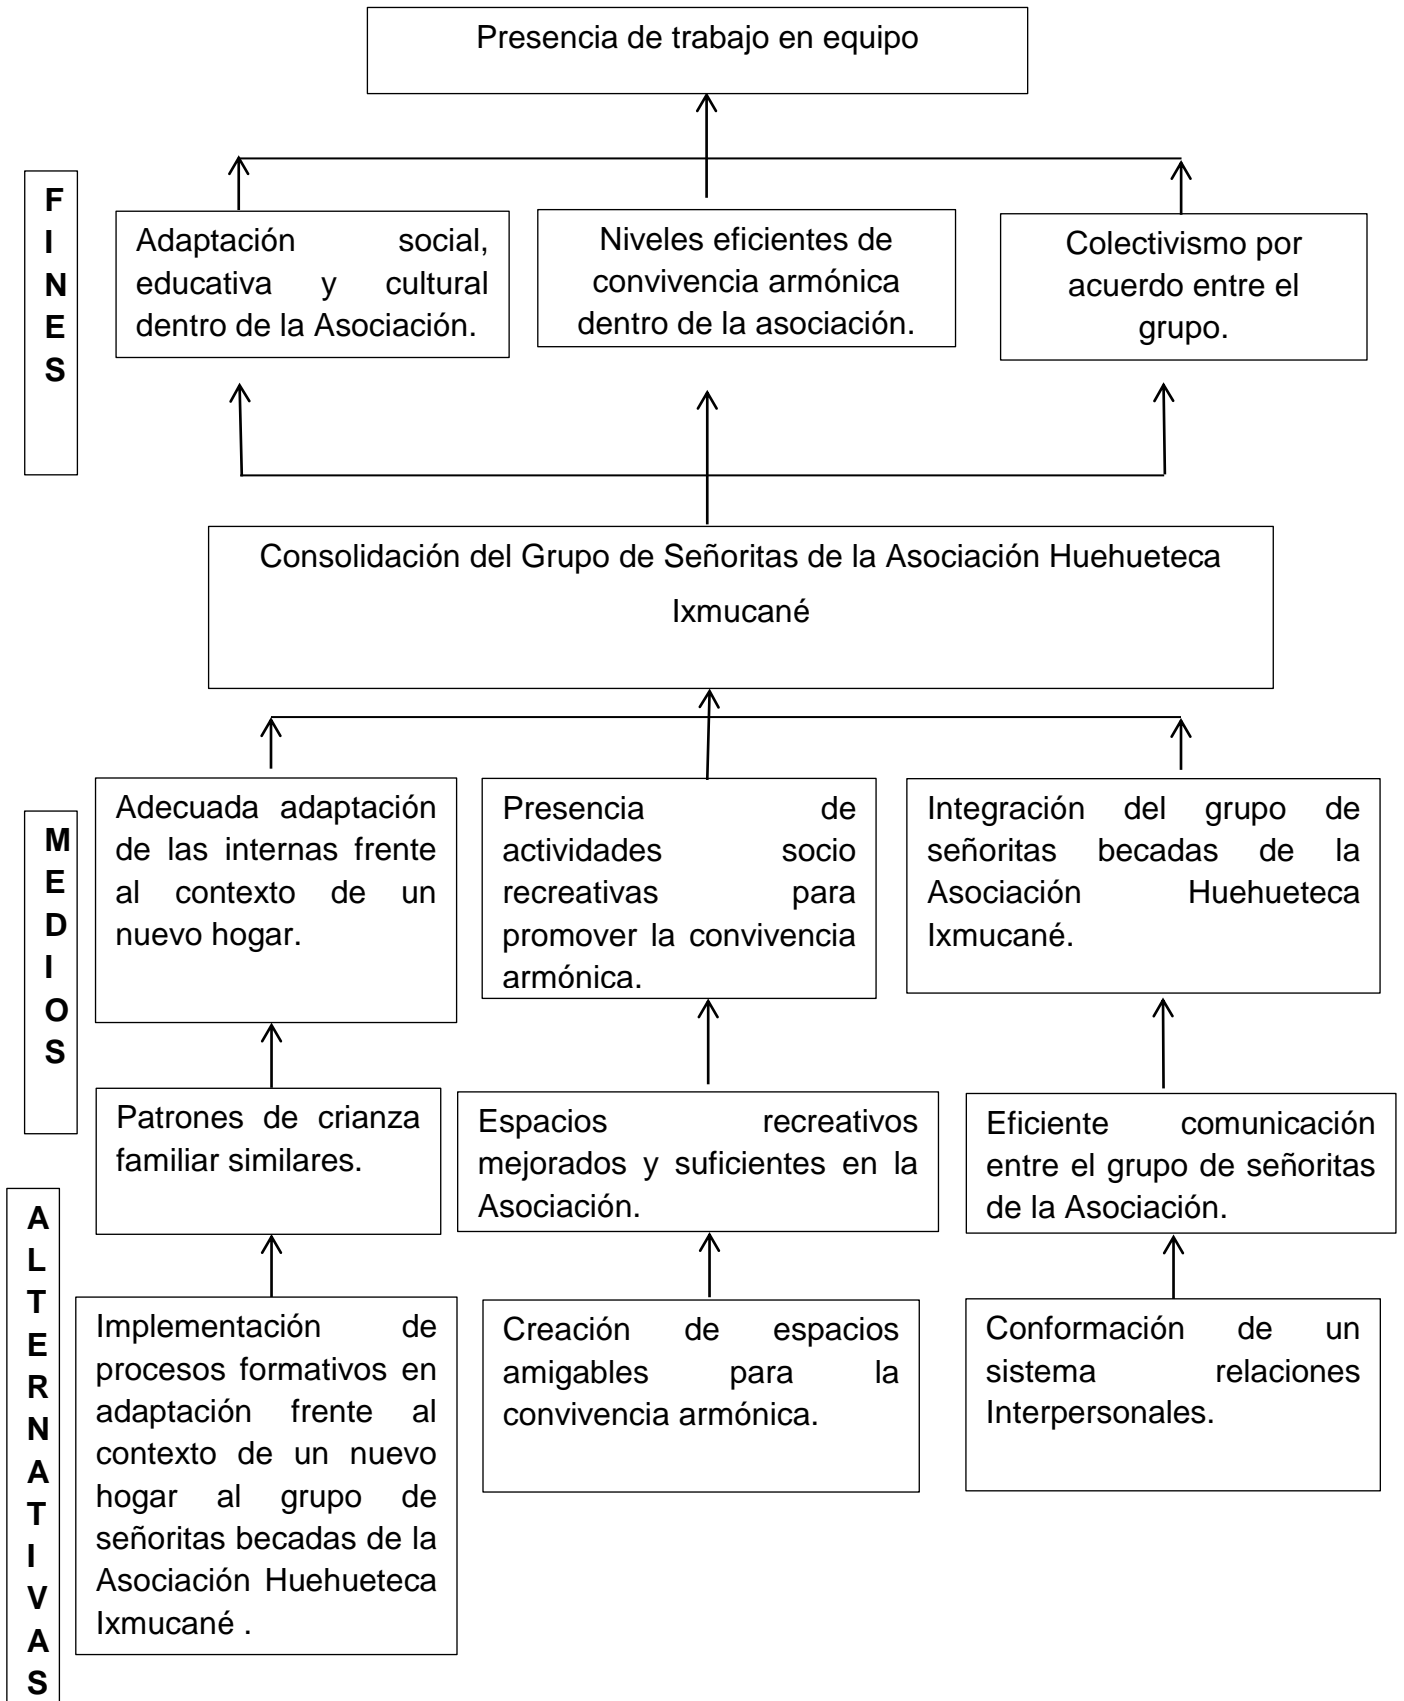 Presencia de trabajo en equipo
FINES
Adaptación social,
educativa y cultural
dentro de la Asociación.
Niveles eficientes de
convivencia armónica
dentro de la asociación.
Colectivismo por
acuerdo entre el
grupo.
Consolidación del Grupo de Señoritas de la Asociación Huehueteca
Ixmucané
MEDIOS
Adecuada adaptación
de las internas frente
al contexto de un
nuevo hogar.
Presencia de
actividades socio
recreativas para
promover la convivencia
armónica.
Integración del grupo de
señoritas becadas de la
Asociación Huehueteca
Ixmucané.
Patrones de crianza
familiar similares.
Espacios recreativos
mejorados y suficientes en la
Asociación.
Eficiente comunicación
entre el grupo de señoritas
de la Asociación.
ALTERNATIVAS
Implementación de
procesos formativos en
adaptación frente al
contexto de un nuevo
hogar al grupo de
señoritas becadas de la
Asociación Huehueteca
Ixmucané .
Creación de espacios
amigables para la
convivencia armónica.
Conformación de un
sistema relaciones
Interpersonales.